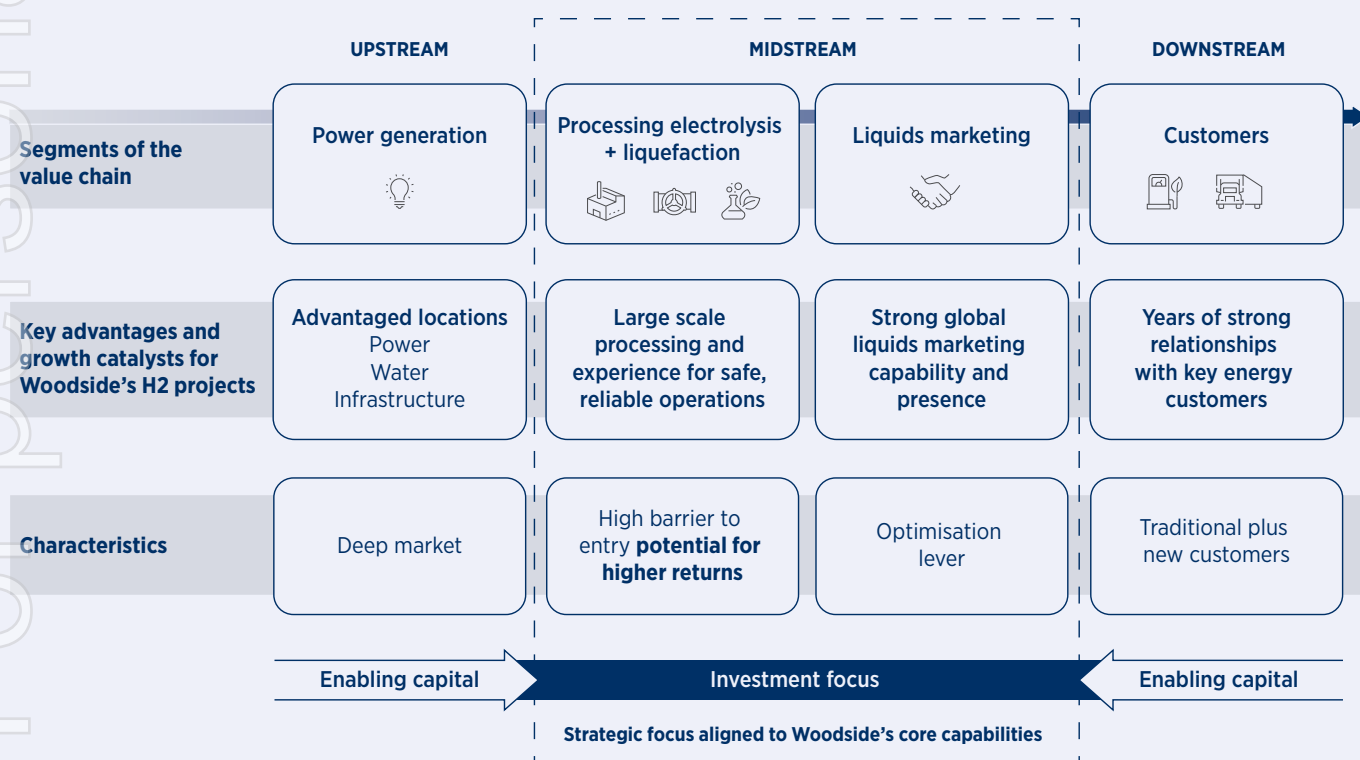 UPSTREAM
MIDSTREAM
DOWNSTREAM
Segments of the
value chain
Power generation
Processing electrolysis
+ liquefaction
Liquids marketing
Customers
Key advantages and
growth catalysts for
Woodside's H2 projects
Advantaged locations
Power
Water
Infrastructure
Large scale
processing and
experience for safe,
reliable operations
Strong global
liquids marketing
capability and
presence
Years of strong
relationships
with key energy
customers
Characteristics
Deep market
High barrier to
entry potential for
higher returns
Optimisation
lever
Traditional plus
new customers
Enabling capital
Investment focus
Enabling capital
Strategic focus aligned to Woodside's core capabilities